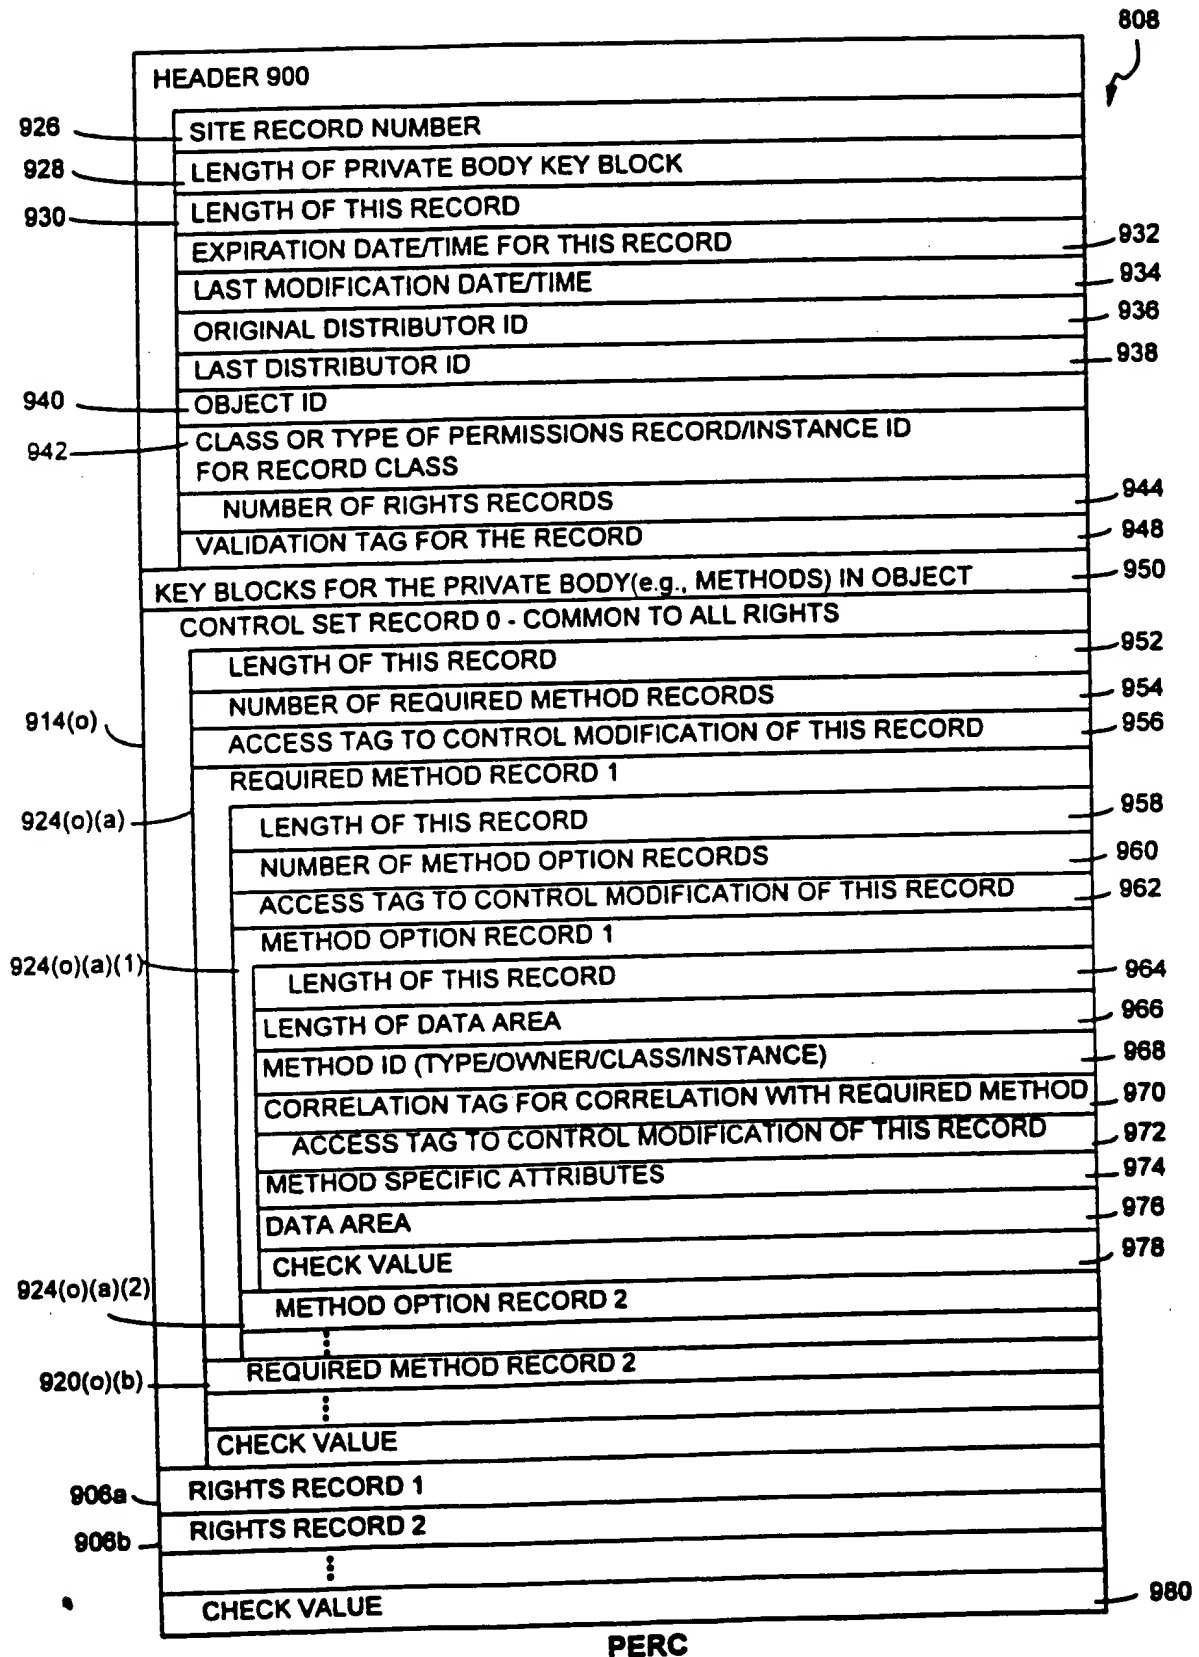 808
HEADER 900
926 SITE RECORD NUMBER
928 LENGTH OF PRIVATE BODY KEY BLOCK
930 LENGTH OF THIS RECORD
EXPIRATION DATE/TIME FOR THIS RECORD 932
LAST MODIFICATION DATE/TIME 934
ORIGINAL DISTRIBUTOR ID 936
LAST DISTRIBUTOR ID 938
940 OBJECT ID
942 CLASS OR TYPE OF PERMISSIONS RECORD/INSTANCE ID
FOR RECORD CLASS
NUMBER OF RIGHTS RECORDS 944
VALIDATION TAG FOR THE RECORD 948
KEY BLOCKS FOR THE PRIVATE BODY(e.g., METHODS) IN OBJECT 950
CONTROL SET RECORD 0 - COMMON TO ALL RIGHTS
LENGTH OF THIS RECORD 952
NUMBER OF REQUIRED METHOD RECORDS 954
914(o) ACCESS TAG TO CONTROL MODIFICATION OF THIS RECORD 956
REQUIRED METHOD RECORD 1
924(o)(a) LENGTH OF THIS RECORD 958
NUMBER OF METHOD OPTION RECORDS 960
ACCESS TAG TO CONTROL MODIFICATION OF THIS RECORD 962
METHOD OPTION RECORD 1
924(o)(a)(1) LENGTH OF THIS RECORD 964
LENGTH OF DATA AREA 966
METHOD ID (TYPE/OWNER/CLASS/INSTANCE) 968
CORRELATION TAG FOR CORRELATION WITH REQUIRED METHOD 970
ACCESS TAG TO CONTROL MODIFICATION OF THIS RECORD 972
METHOD SPECIFIC ATTRIBUTES 974
DATA AREA 976
CHECK VALUE 978
924(o)(a)(2) METHOD OPTION RECORD 2
920(o)(b) REQUIRED METHOD RECORD 2
CHECK VALUE
906a RIGHTS RECORD 1
906b RIGHTS RECORD 2
CHECK VALUE 980
PERC